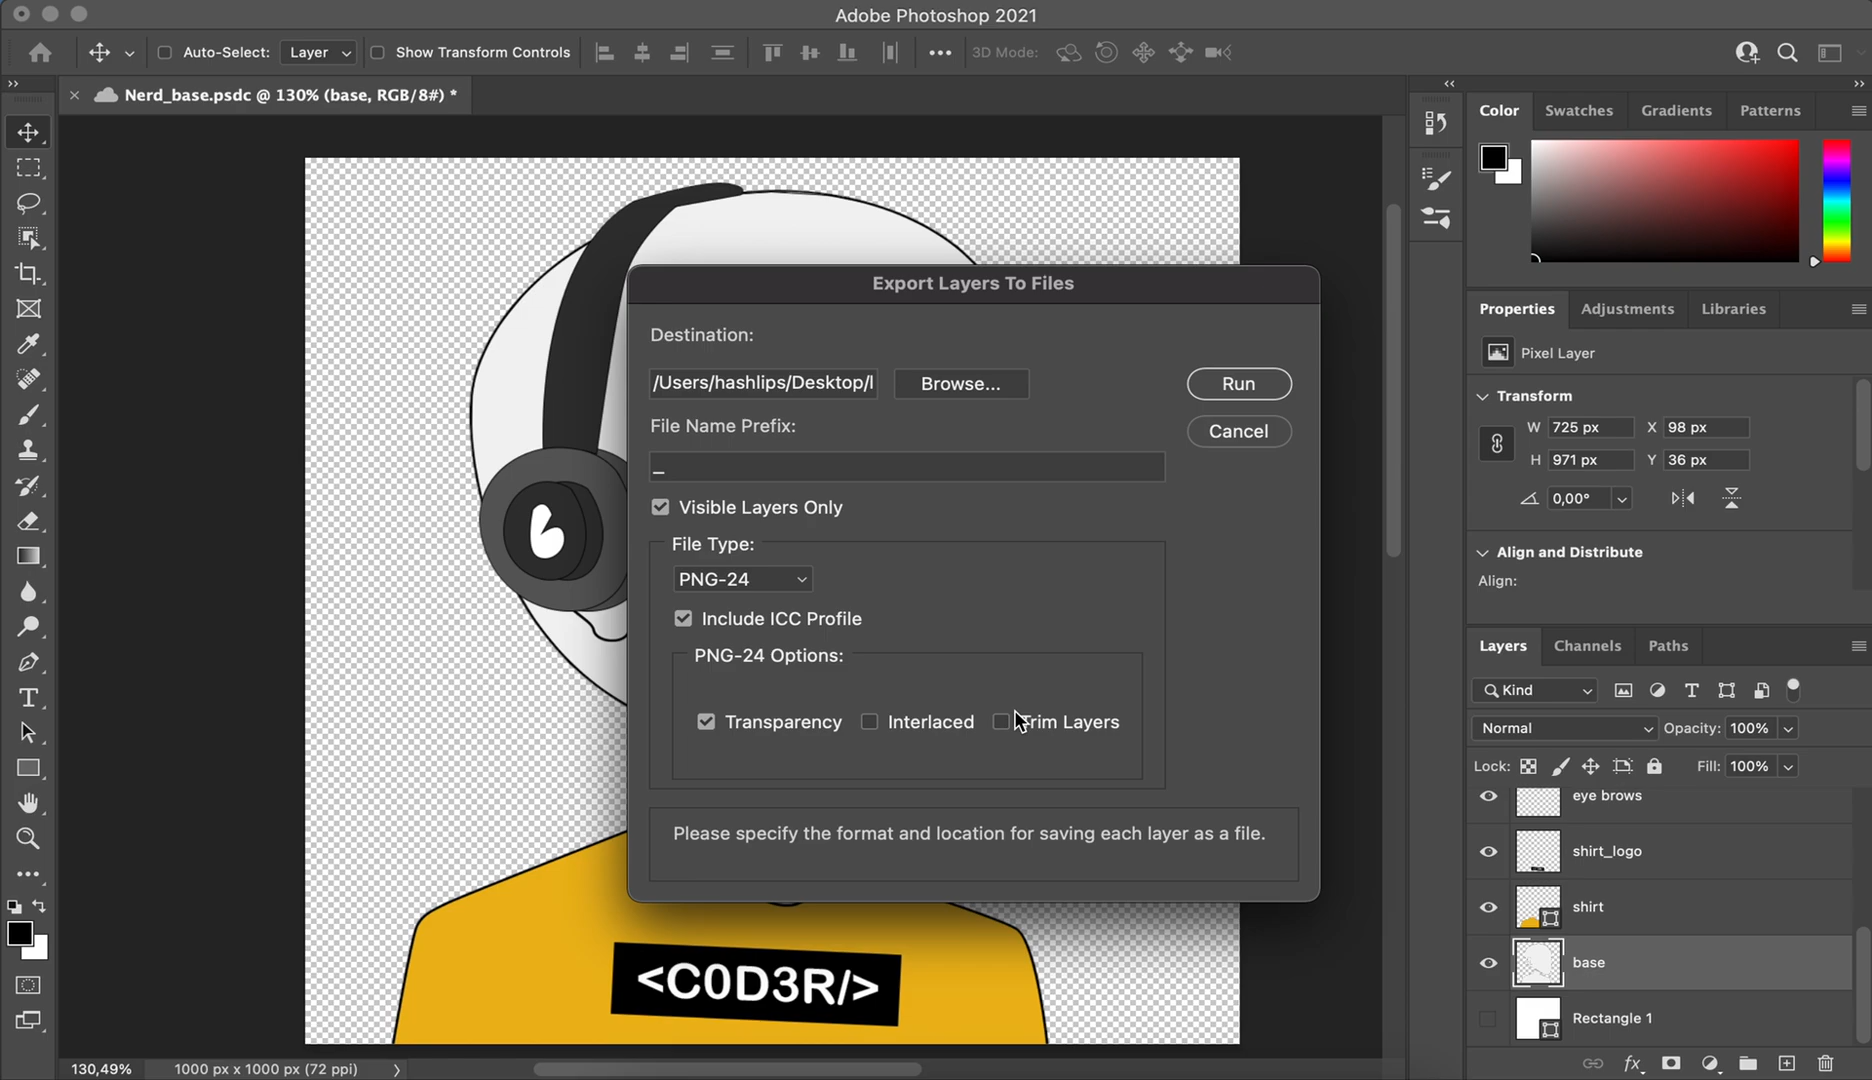 Adobe Photoshop 2021
Auto-Select: Layer Show Transform Controls 3D Mode:
Nerd_base.psdc @ 130% (base, RGB/8#) *
Color Swatches Gradients Patterns
Export Layers To Files
Destination:
/Users/hashlips/Desktop/l Browse... Run
File Name Prefix:
Cancel
_
Visible Layers Only
File Type:
PNG-24
Include ICC Profile
PNG-24 Options:
Transparency Interlaced Trim Layers
Please specify the format and location for saving each layer as a file.
<C0D3R/>
Properties Adjustments Libraries
Pixel Layer
Transform
W 725 px X 98 px
H 971 px Y 36 px
0,00°
Align and Distribute
Align:
Layers Channels Paths
Kind
Normal Opacity: 100%
Lock: Fill: 100%
eye brows
shirt_logo
shirt
base
Rectangle 1
130,49% 1000 px x 1000 px (72 ppi)
fx